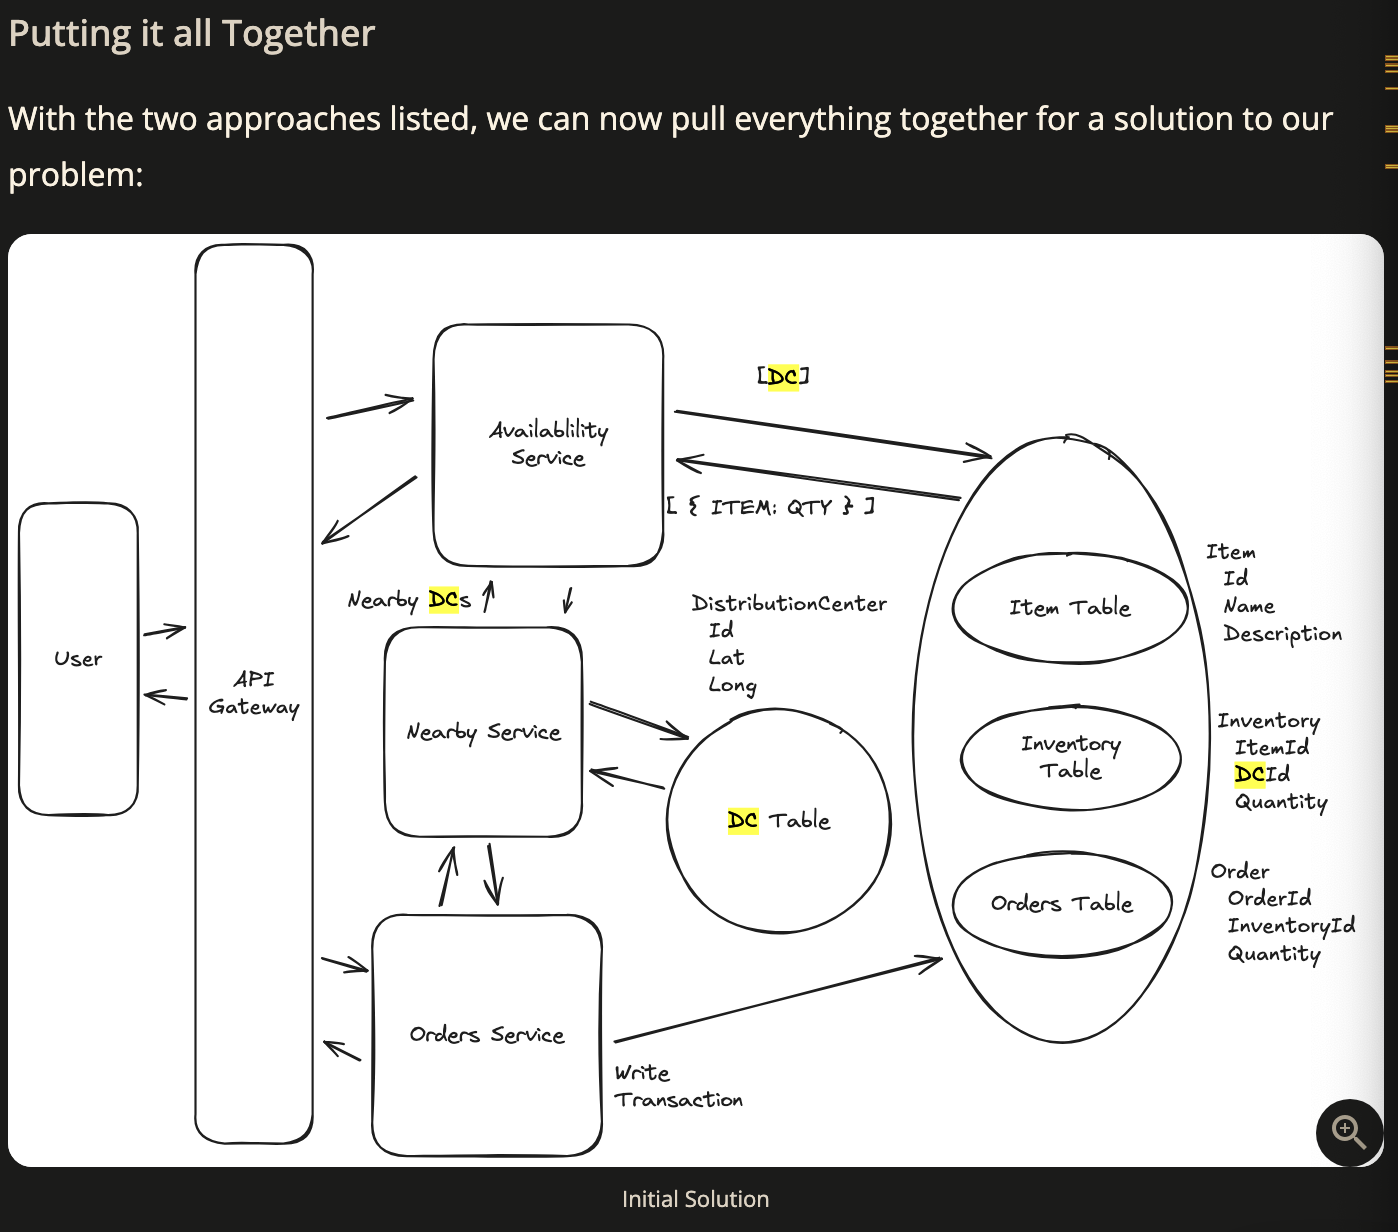 Putting it all Together
With the two approaches listed, we can now pull everything together for a solution to our
problem:
User
API
Gateway
Availablility
Service
[DC]
[ { ITEM: QTY } ]
Nearby DCs
Nearby Service
DistributionCenter
Id
Lat
Long
DC Table
Orders Service
Write
Transaction
Item Table
Inventory
Table
Orders Table
Item
Id
Name
Description
Inventory
ItemId
DCId
Quantity
Order
OrderId
InventoryId
Quantity
Initial Solution